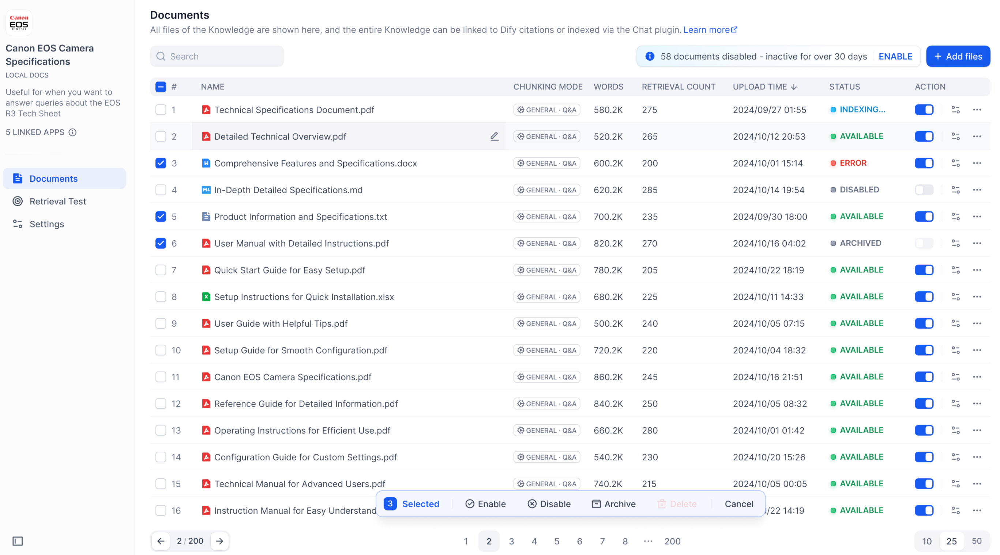 Canon
EOS
DIGITAL
Canon EOS Camera
Specifications
LOCAL DOCS
Useful for when you want to
answer queries about the EOS
R3 Tech Sheet
5 LINKED APPS
Documents
Retrieval Test
Settings
Documents
All files of the Knowledge are shown here, and the entire Knowledge can be linked to Dify citations or indexed via the Chat plugin. Learn more
Search
58 documents disabled - inactive for over 30 days ENABLE
+ Add files
# NAME CHUNKING MODE WORDS RETRIEVAL COUNT UPLOAD TIME ↓ STATUS ACTION
1 Technical Specifications Document.pdf GENERAL · Q&A 580.2K 275 2024/09/27 01:55 INDEXING...
2 Detailed Technical Overview.pdf GENERAL · Q&A 520.2K 265 2024/10/12 20:53 AVAILABLE
3 Comprehensive Features and Specifications.docx GENERAL · Q&A 600.2K 200 2024/10/01 15:14 ERROR
4 In-Depth Detailed Specifications.md GENERAL · Q&A 620.2K 285 2024/10/14 19:54 DISABLED
5 Product Information and Specifications.txt GENERAL · Q&A 700.2K 235 2024/09/30 18:00 AVAILABLE
6 User Manual with Detailed Instructions.pdf GENERAL · Q&A 820.2K 270 2024/10/16 04:02 ARCHIVED
7 Quick Start Guide for Easy Setup.pdf GENERAL · Q&A 780.2K 205 2024/10/22 18:19 AVAILABLE
8 Setup Instructions for Quick Installation.xlsx GENERAL · Q&A 680.2K 225 2024/10/11 14:33 AVAILABLE
9 User Guide with Helpful Tips.pdf GENERAL · Q&A 500.2K 240 2024/10/05 07:15 AVAILABLE
10 Setup Guide for Smooth Configuration.pdf GENERAL · Q&A 720.2K 220 2024/10/04 18:32 AVAILABLE
11 Canon EOS Camera Specifications.pdf GENERAL · Q&A 860.2K 245 2024/10/16 21:51 AVAILABLE
12 Reference Guide for Detailed Information.pdf GENERAL · Q&A 840.2K 250 2024/10/05 08:32 AVAILABLE
13 Operating Instructions for Efficient Use.pdf GENERAL · Q&A 660.2K 280 2024/10/01 01:42 AVAILABLE
14 Configuration Guide for Custom Settings.pdf GENERAL · Q&A 540.2K 230 2024/10/20 15:26 AVAILABLE
15 Technical Manual for Advanced Users.pdf GENERAL · Q&A 740.2K 215 2024/10/05 00:05 AVAILABLE
3 Selected Enable Disable Archive Delete Cancel
16 Instruction Manual for Easy Understand /22 14:19 AVAILABLE
← 2 / 200 → 1 2 3 4 5 6 7 8 ... 200 10 25 50